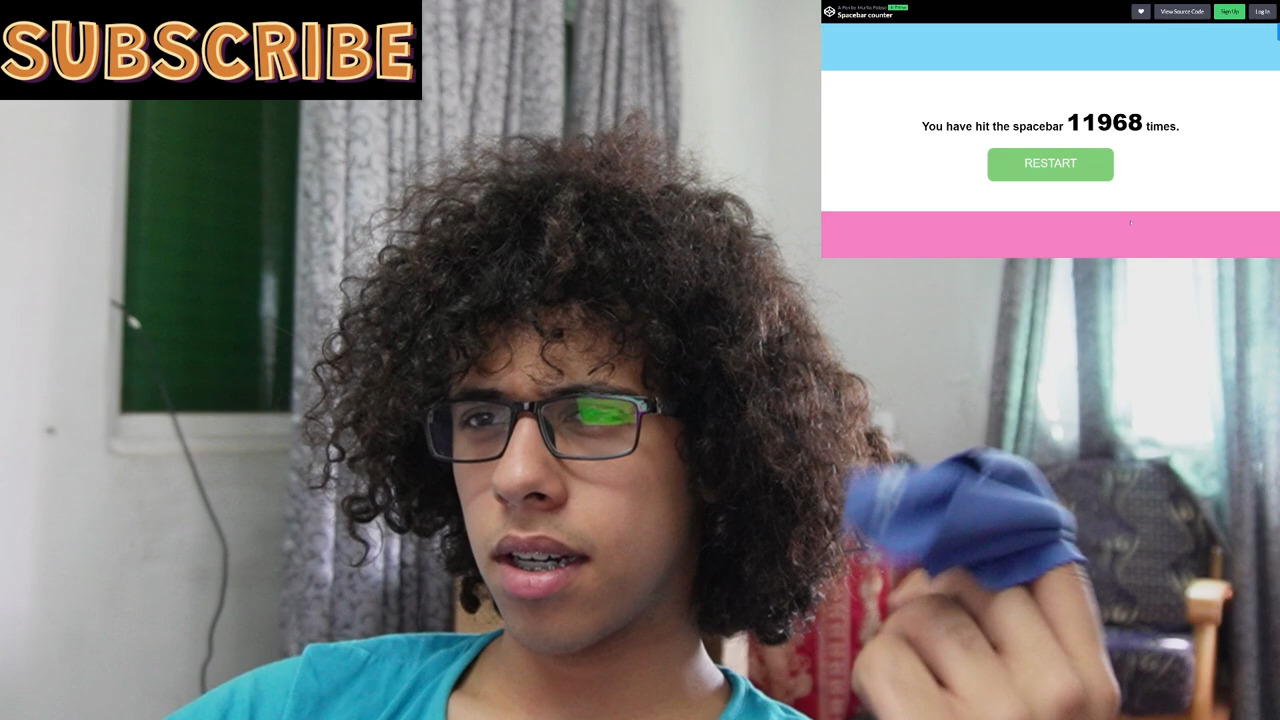 SUBSCRIBE
Spacebar counter
View Source Code
Sign Up
Log In
You have hit the spacebar 11968 times.
RESTART